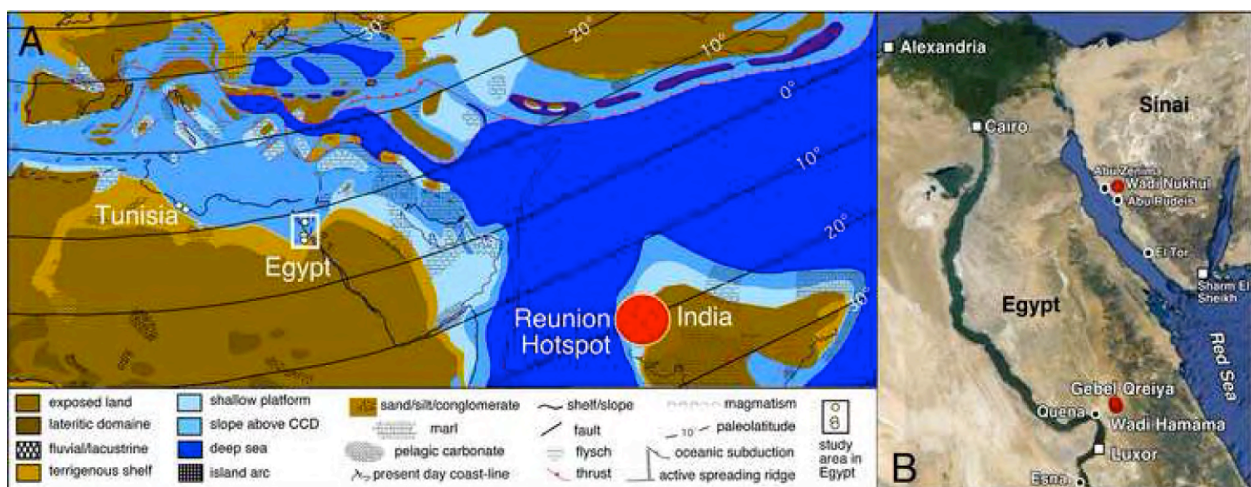 A
30°
20°
10°
0°
10°
20°
30°
Tunisia
Egypt
Reunion
Hotspot
India
exposed land
lateritic domaine
fluvial/lacustrine
terrigenous shelf
shallow platform
slope above CCD
deep sea
island arc
sand/silt/conglomerate
marl
pelagic carbonate
present day coast-line
shelf/slope
fault
flysch
thrust
magmatism
10 paleolatitude
oceanic subduction
active spreading ridge
study
area in
Egypt
B
Alexandria
Cairo
Sinai
Abu Zenima
Wadi Nukhul
Abu Rudeis
El Tor
Sharm El
Sheikh
Egypt
Red Sea
Gebel Qreiya
Quena
Wadi Hamama
Luxor
Esna